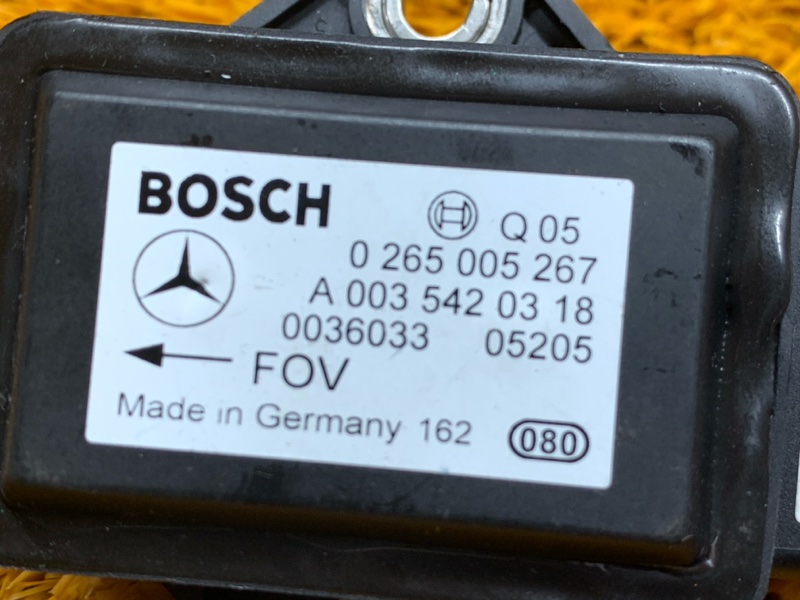 BOSCH
Q 05
0 265 005 267
A 003 542 03 18
0036033 05205
FOV
Made in Germany 162
080